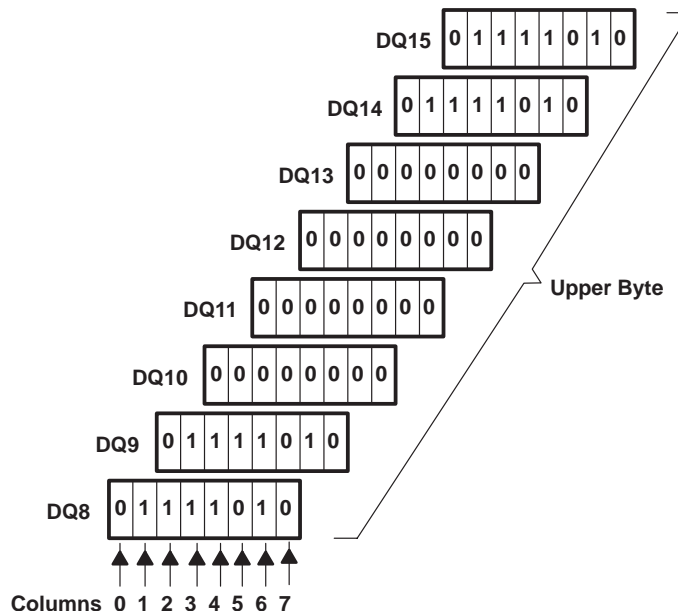 DQ15 0 1 1 1 1 0 1 0
DQ14 0 1 1 1 1 0 1 0
DQ13 0 0 0 0 0 0 0 0
DQ12 0 0 0 0 0 0 0 0
Upper Byte
DQ11 0 0 0 0 0 0 0 0
DQ10 0 0 0 0 0 0 0 0
DQ9 0 1 1 1 1 0 1 0
DQ8 0 1 1 1 1 0 1 0
Columns 0 1 2 3 4 5 6 7